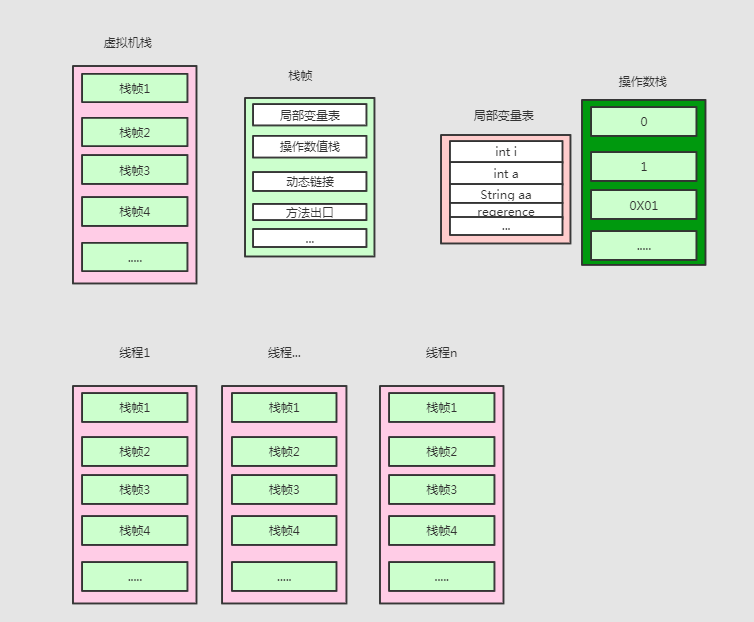 虚拟机栈
栈帧1
栈帧2
栈帧3
栈帧4
.....
栈帧
局部变量表
操作数值栈
动态链接
方法出口
...
局部变量表
int i
int a
String aa
regerence
...
操作数栈
0
1
0X01
.....
线程1
栈帧1
栈帧2
栈帧3
栈帧4
.....
线程...
栈帧1
栈帧2
栈帧3
栈帧4
.....
线程n
栈帧1
栈帧2
栈帧3
栈帧4
.....